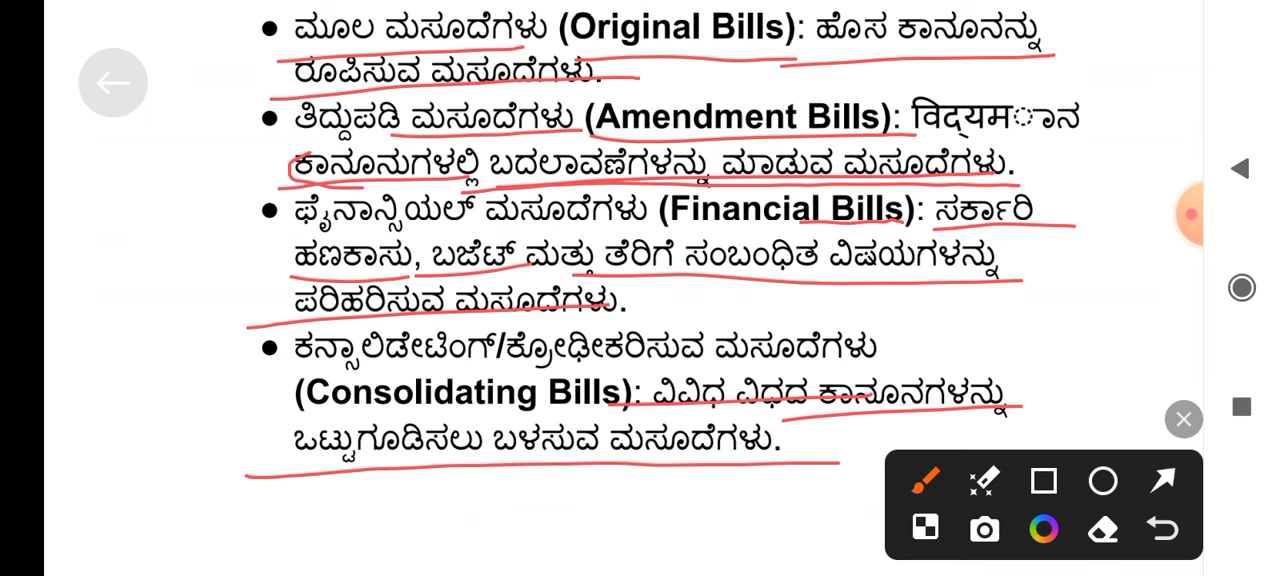 ● ಮೂಲ ಮಸೂದೆಗಳು (Original Bills): ಹೊಸ ಕಾನೂನನ್ನು
ರೂಪಿಸುವ ಮಸೂದೆಗಳು.
● ತಿದ್ದುಪಡಿ ಮಸೂದೆಗಳು (Amendment Bills): विद्यमಾನ
ಕಾನೂನುಗಳಲ್ಲಿ ಬದಲಾವಣೆಗಳನ್ನು ಮಾಡುವ ಮಸೂದೆಗಳು.
● ಫೈನಾನ್ಸಿಯಲ್ ಮಸೂದೆಗಳು (Financial Bills): ಸರ್ಕಾರಿ
ಹಣಕಾಸು, ಬಜೆಟ್ ಮತ್ತು ತೆರಿಗೆ ಸಂಬಂಧಿತ ವಿಷಯಗಳನ್ನು
ಪರಿಹರಿಸುವ ಮಸೂದೆಗಳು.
● ಕನ್ಸಾಲಿಡೇಟಿಂಗ್/ಕ್ರೋಢೀಕರಿಸುವ ಮಸೂದೆಗಳು
(Consolidating Bills): ವಿವಿಧ ವಿಧದ ಕಾನೂನಗಳನ್ನು
ಒಟ್ಟುಗೂಡಿಸಲು ಬಳಸುವ ಮಸೂದೆಗಳು.